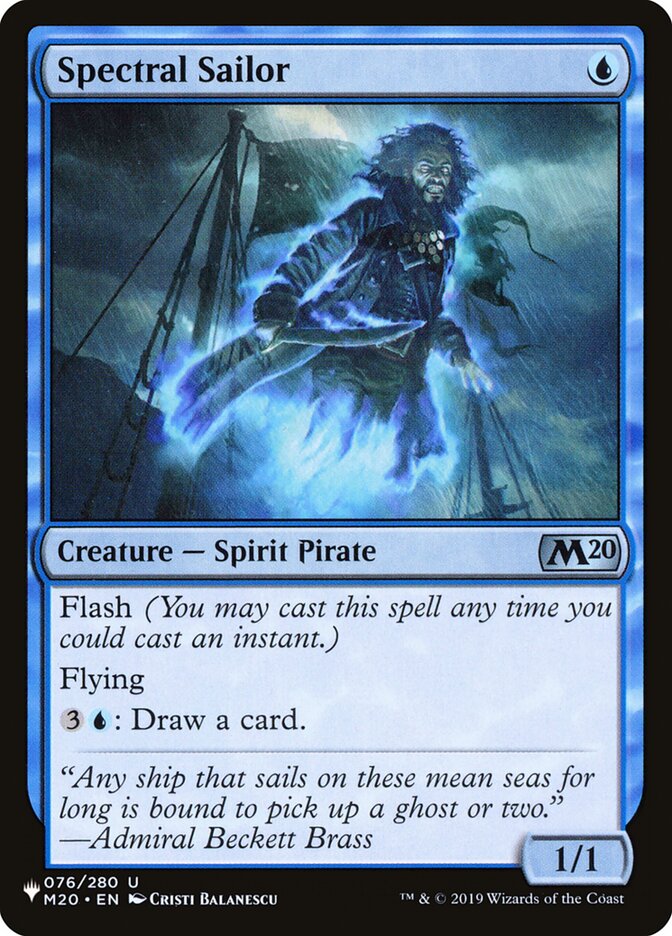 Spectral Sailor
Creature — Spirit Pirate
M20
Flash (You may cast this spell any time you
could cast an instant.)
Flying
3: Draw a card.
“Any ship that sails on these mean seas for
long is bound to pick up a ghost or two.”
—Admiral Beckett Brass
1/1
076/280 U
M20 • EN Cristi Balanescu
™ & © 2019 Wizards of the Coast